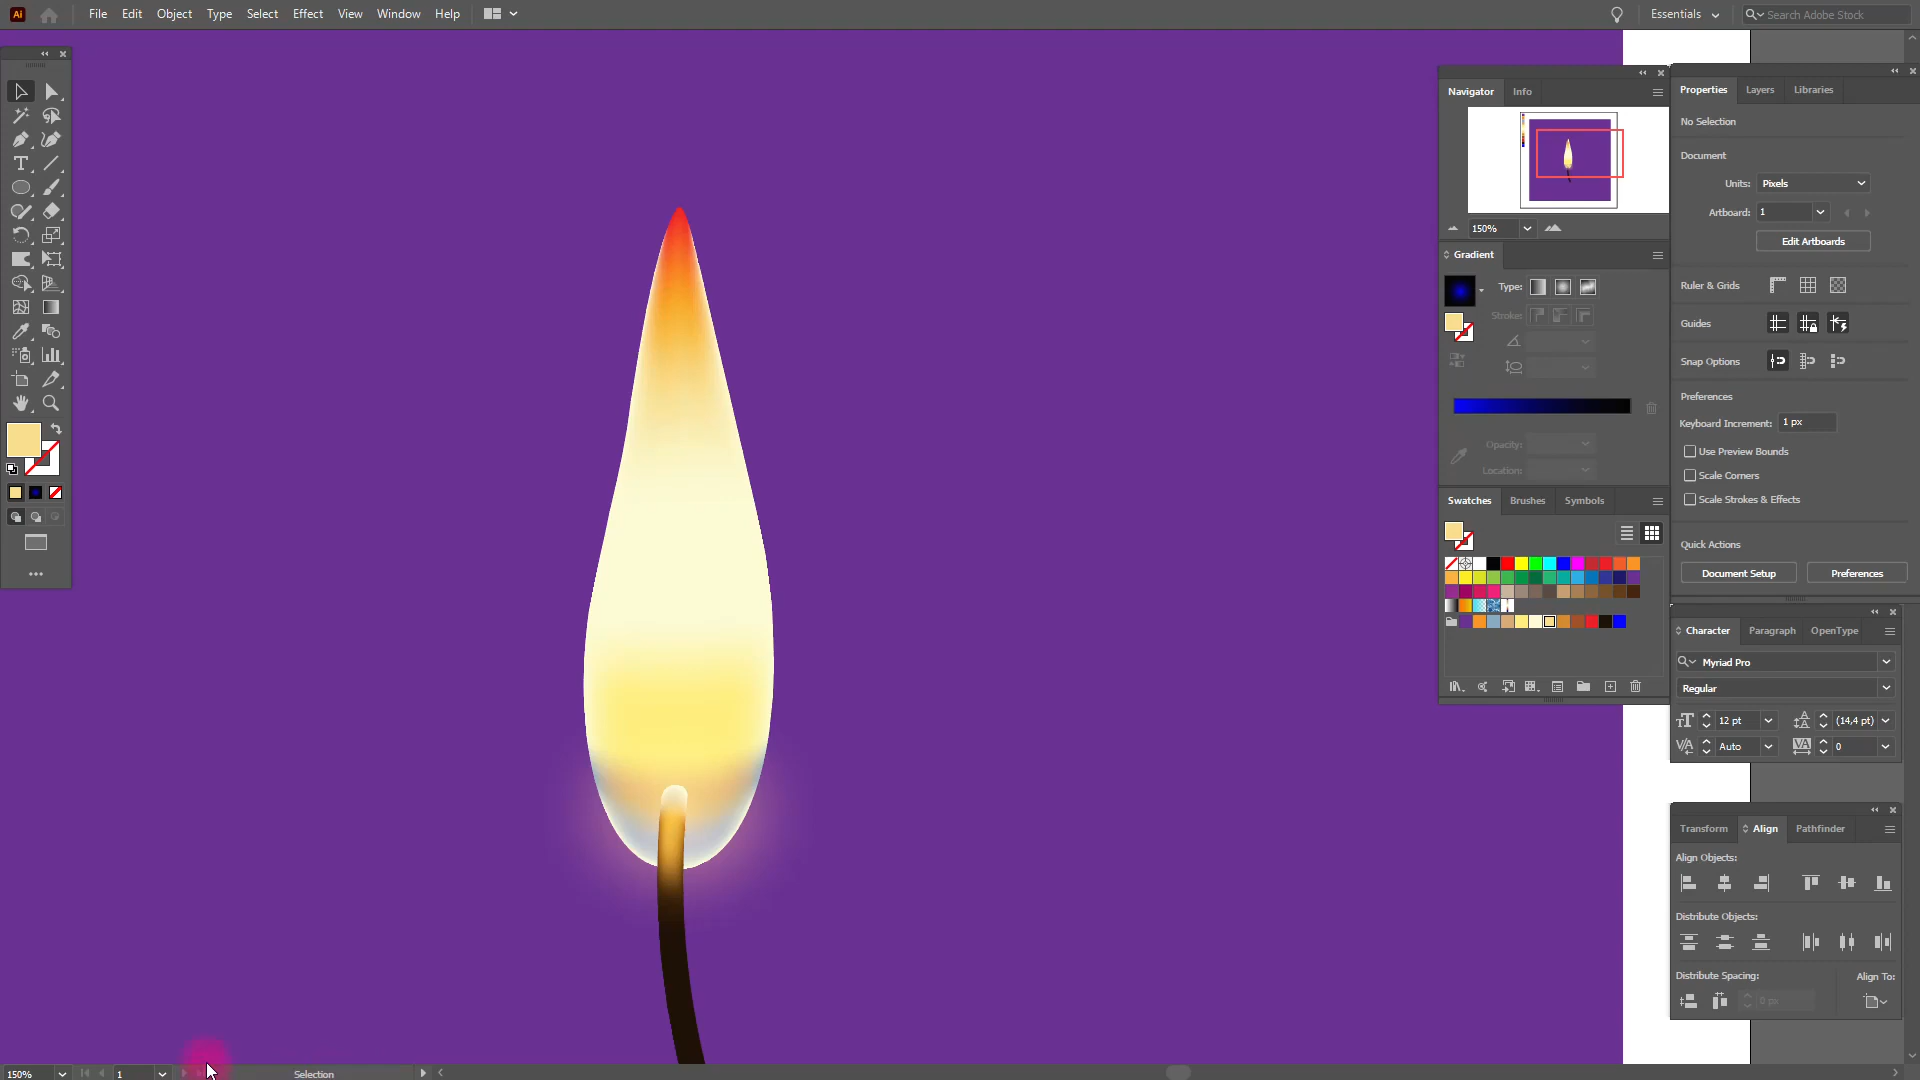 Ai File Edit Object Type Select Effect View Window Help Essentials Search Adobe Stock
Navigator Info
150%
Gradient
Type:
Stroke:
Opacity:
Location:
Swatches Brushes Symbols
Properties Layers Libraries
No Selection
Document
Units: Pixels
Artboard: 1
Edit Artboards
Ruler & Grids
Guides
Snap Options
Preferences
Keyboard Increment: 1 px
Use Preview Bounds
Scale Corners
Scale Strokes & Effects
Quick Actions
Document Setup Preferences
Character Paragraph OpenType
Myriad Pro
Regular
12 pt (14,4 pt)
Auto 0
Transform Align Pathfinder
Align Objects:
Distribute Objects:
Distribute Spacing: Align To:
0 px
150% 1 Selection